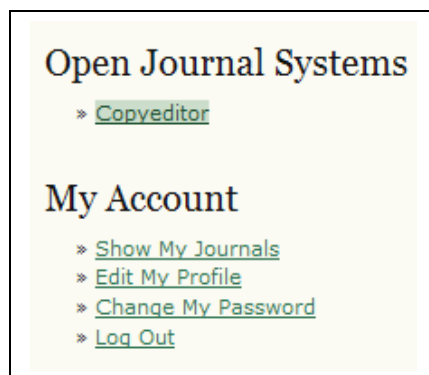 Open Journal Systems
» Copyeditor
My Account
» Show My Journals
» Edit My Profile
» Change My Password
» Log Out